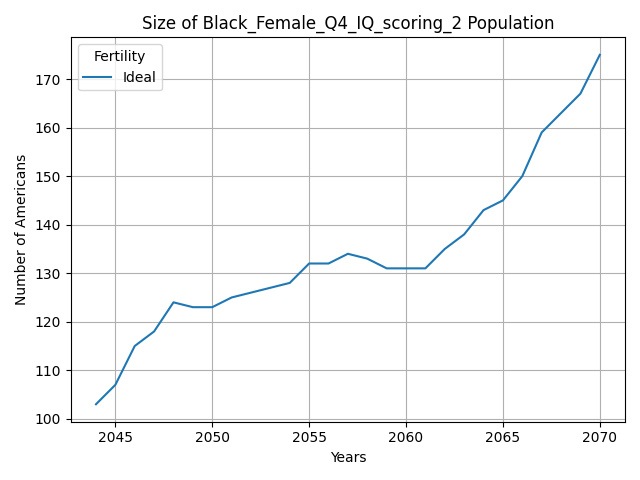 Size of Black_Female_Q4_IQ_scoring_2 Population
Fertility
Ideal
Number of Americans
170
160
150
140
130
120
110
100
2045 2050 2055 2060 2065 2070
Years